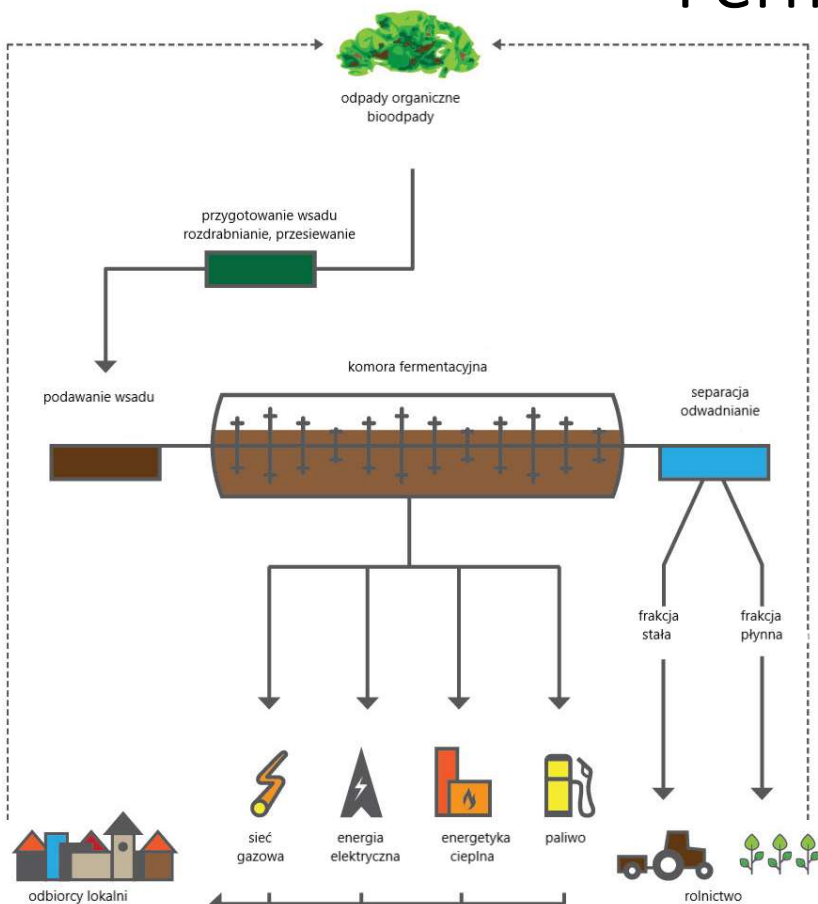 odpady organiczne
bioodpady
przygotowanie wsadu
rozdrabnianie, przesiewanie
komora fermentacyjna
podawanie wsadu
separacja
odwadnianie
frakcja
stała
frakcja
płynna
sieć
gazowa
energia
elektryczna
energetyka
cieplna
paliwo
odbiorcy lokalni
rolnictwo